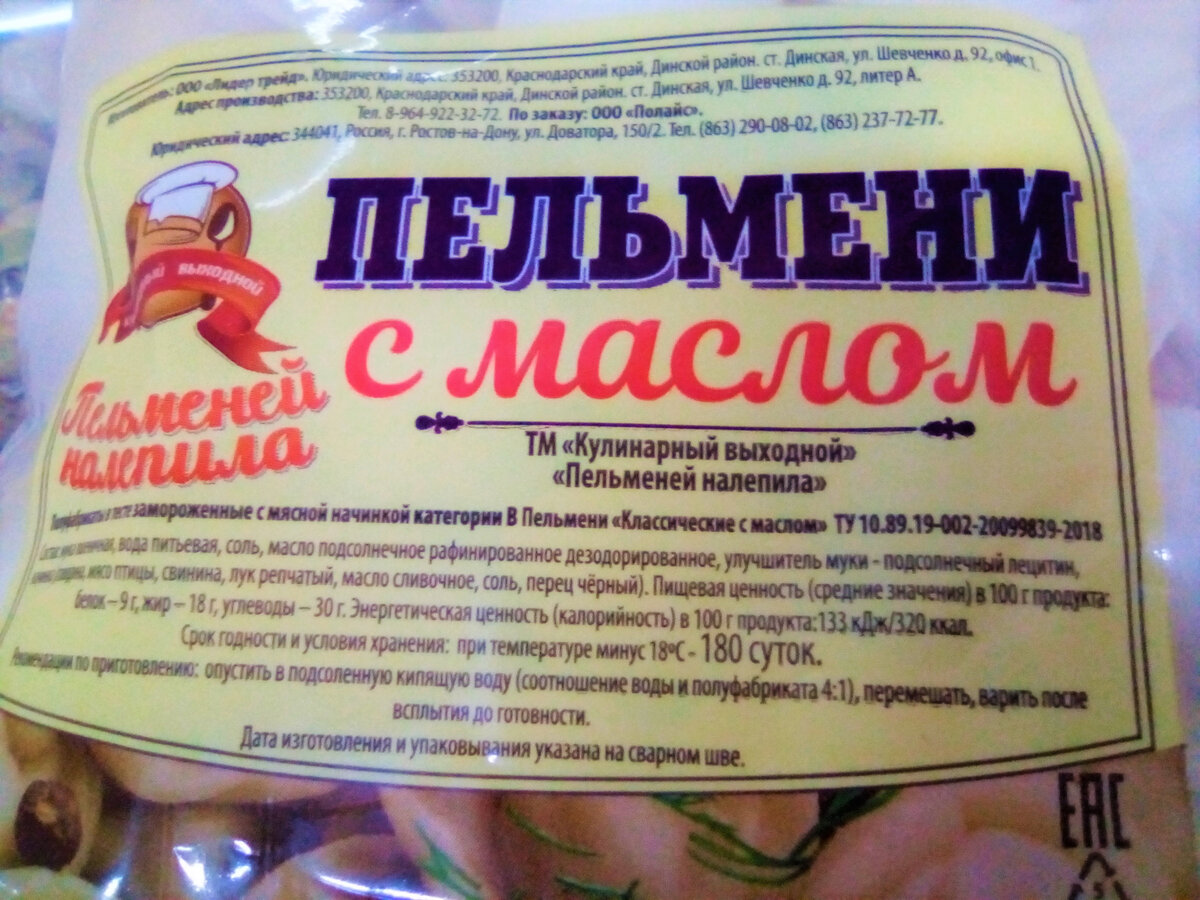 Изготовитель: ООО «Лидер трейд». Юридический адрес: 353200, Краснодарский край, Динской район. ст. Динская, ул. Шевченко д. 92, офис 1.
Адрес производства: 353200, Краснодарский край, Динской район. ст. Динская, ул. Шевченко д. 92, литер А.
Тел. 8-964-922-32-72. По заказу: ООО «Полайс».
Юридический адрес: 344041, Россия, г. Ростов-на-Дону, ул. Доватора, 150/2. Тел. (863) 290-08-02, (863) 237-72-77.
ПЕЛЬМЕНИ
с маслом
выходной
Пельменей
налепила
ТМ «Кулинарный выходной»
«Пельменей налепила»
Полуфабрикаты в тесте замороженные с мясной начинкой категории В Пельмени «Классические с маслом» ТУ 10.89.19-002-20099839-2018
вода питьевая, соль, масло подсолнечное рафинированное дезодорированное, улучшитель муки - подсолнечный лецитин,
мясо птицы, свинина, лук репчатый, масло сливочное, соль, перец чёрный). Пищевая ценность (средние значения) в 100 г продукта:
белок – 9 г, жир – 18 г, углеводы – 30 г. Энергетическая ценность (калорийность) в 100 г продукта:133 кДж/320 ккал.
Срок годности и условия хранения: при температуре минус 18ºС - 180 суток.
Рекомендации по приготовлению: опустить в подсоленную кипящую воду (соотношение воды и полуфабриката 4:1), перемешать, варить после
всплытия до готовности.
Дата изготовления и упаковывания указана на сварном шве.
ЕАС
5